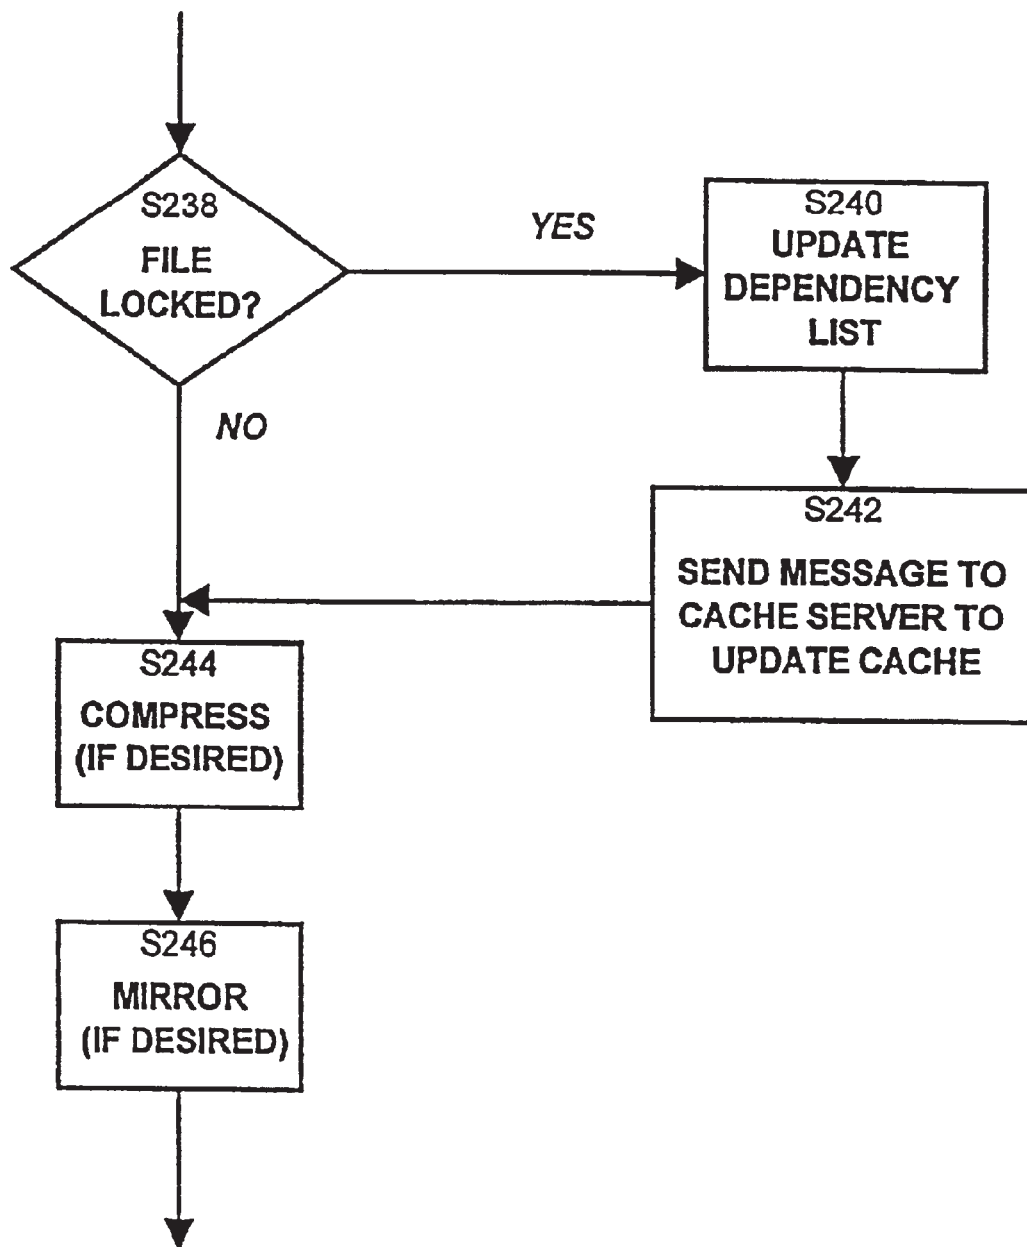 S238
FILE
LOCKED?
YES
S240
UPDATE
DEPENDENCY
LIST
NO
S242
SEND MESSAGE TO
CACHE SERVER TO
UPDATE CACHE
S244
COMPRESS
(IF DESIRED)
S246
MIRROR
(IF DESIRED)